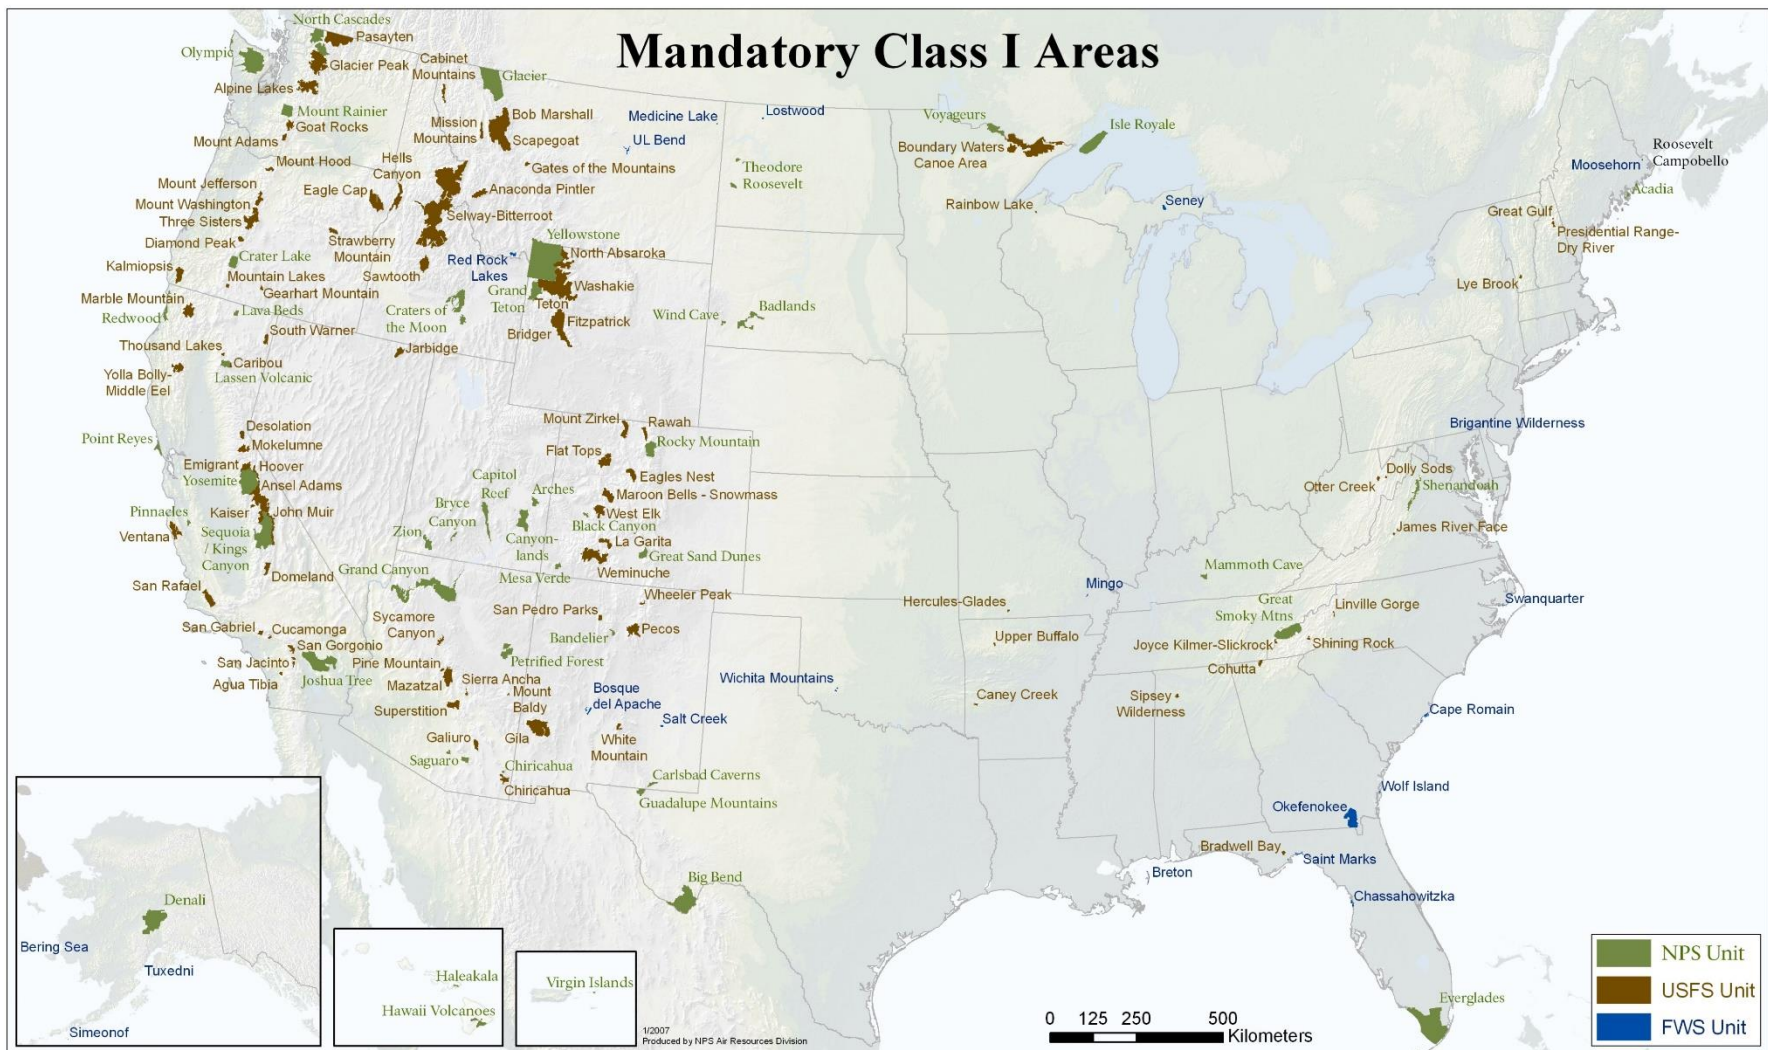 Mandatory Class I Areas
North Cascades
Pasayten
Olympic
Glacier Peak
Cabinet
Mountains
Glacier
Alpine Lakes
Mount Rainier
Goat Rocks
Mount Adams
Mission
Mountains
Bob Marshall
Scapegoat
Medicine Lake
Lostwood
UL Bend
Voyageurs
Isle Royale
Boundary Waters
Canoe Area
Roosevelt
Campobello
Moosehorn
Acadia
Mount Hood
Hells
Canyon
Gates of the Mountains
Theodore
Roosevelt
Mount Jefferson
Eagle Cap
Anaconda Pintler
Mount Washington
Three Sisters
Selway-Bitterroot
Rainbow Lake
Seney
Great Gulf
Presidential Range-
Dry River
Diamond Peak
Strawberry
Mountain
Yellowstone
North Absaroka
Crater Lake
Red Rock
Lakes
Kalmiopsis
Mountain Lakes
Sawtooth
Washakie
Gearhart Mountain
Grand
Teton
Teton
Lye Brook
Marble Mountain
Redwood
Lava Beds
Craters of
the Moon
Badlands
Wind Cave
South Warner
Bridger
Fitzpatrick
Thousand Lakes
Jarbidge
Caribou
Yolla Bolly-
Middle Eel
Lassen Volcanic
Mount Zirkel
Rawah
Desolation
Point Reyes
Mokelumne
Rocky Mountain
Brigantine Wilderness
Flat Tops
Emigrant
Hoover
Yosemite
Ansel Adams
Capitol
Reef
Arches
Eagles Nest
Maroon Bells - Snowmass
Dolly Sods
Otter Creek
Shenandoah
Bryce
Canyon
Pinnacles
Kaiser
John Muir
West Elk
Black Canyon
James River Face
Ventana
Sequoia
/ Kings
Canyon
Zion
Canyon-
lands
La Garita
Great Sand Dunes
Mammoth Cave
Domeland
Grand Canyon
Mesa Verde
Weminuche
Mingo
San Rafael
Wheeler Peak
Hercules-Glades
Swanquarter
Sycamore
Canyon
San Pedro Parks
Great
Smoky Mtns
Linville Gorge
San Gabriel
Cucamonga
Bandelier
Pecos
Upper Buffalo
Joyce Kilmer-Slickrock
Shining Rock
San Gorgonio
San Jacinto
Pine Mountain
Petrified Forest
Cohutta
Agua Tibia
Joshua Tree
Mazatzal
Sierra Ancha
Mount
Baldy
Bosque
del Apache
Wichita Mountains
Caney Creek
Sipsey
Wilderness
Superstition
Salt Creek
Cape Romain
Galiuro
Gila
White
Mountain
Saguaro
Chiricahua
Chiricahua
Carlsbad Caverns
Guadalupe Mountains
Wolf Island
Okefenokee
Bradwell Bay
Saint Marks
Breton
Big Bend
Chassahowitzka
Denali
Bering Sea
Tuxedni
Simeonof
Haleakala
Hawaii Volcanoes
Virgin Islands
Everglades
1/2007
Produced by NPS Air Resources Division
0 125 250 500
Kilometers
NPS Unit
USFS Unit
FWS Unit